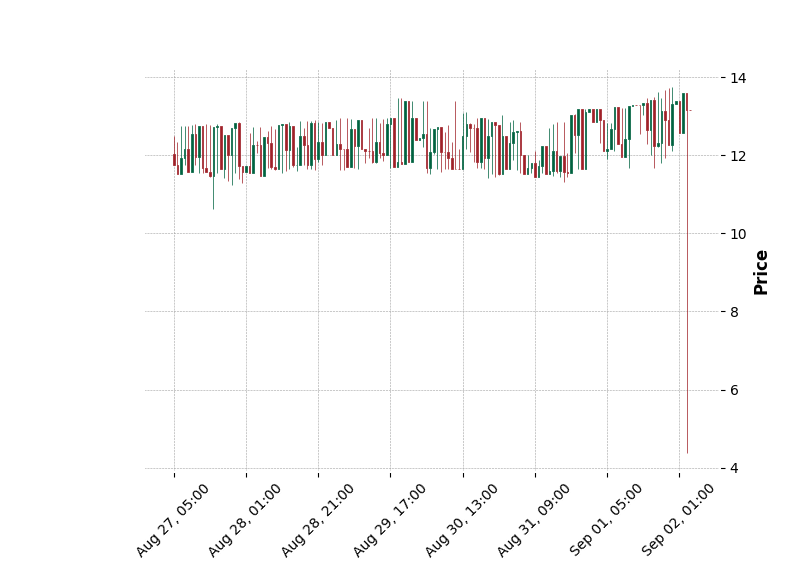 14
12
10
8
6
4
Price
Aug 27, 05:00
Aug 28, 01:00
Aug 28, 21:00
Aug 29, 17:00
Aug 30, 13:00
Aug 31, 09:00
Sep 01, 05:00
Sep 02, 01:00